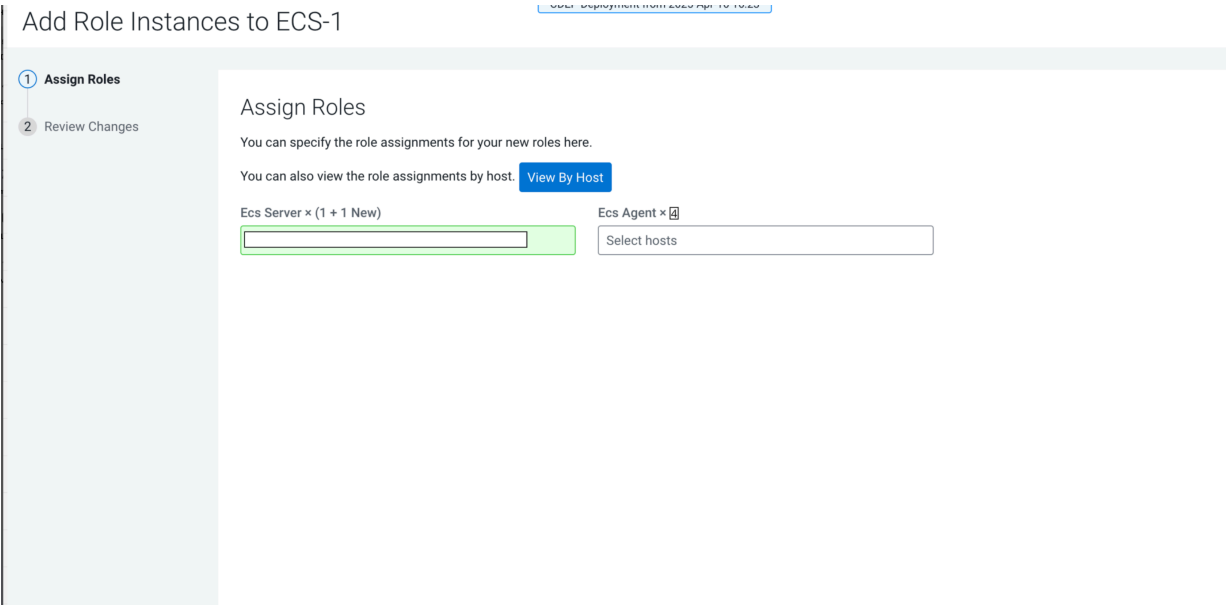 Add Role Instances to ECS-1
1 Assign Roles
2 Review Changes
Assign Roles
You can specify the role assignments for your new roles here.
You can also view the role assignments by host. View By Host
Ecs Server × (1 + 1 New)
Ecs Agent × 4
Select hosts